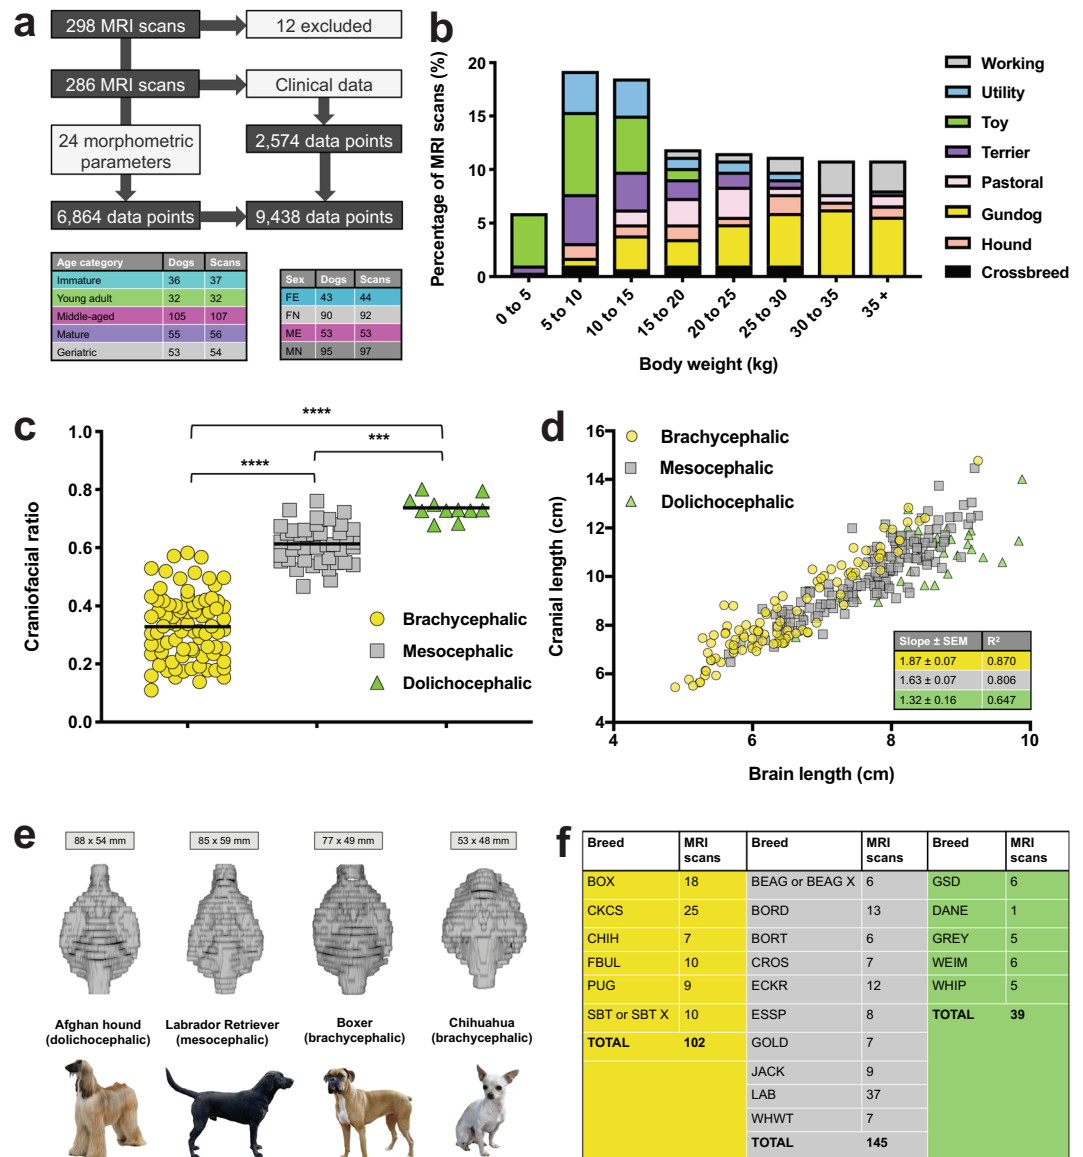 a
298 MRI scans
12 excluded
286 MRI scans
Clinical data
24 morphometric
parameters
2,574 data points
6,864 data points
9,438 data points
Age category Dogs Scans
Immature 36 37
Young adult 32 32
Middle-aged 105 107
Mature 55 56
Geriatric 53 54
Sex Dogs Scans
FE 43 44
FN 90 92
ME 53 53
MN 95 97
b
Percentage of MRI scans (%)
20
15
10
5
0
0 to 5
5 to 10
10 to 15
15 to 20
20 to 25
25 to 30
30 to 35
35 +
Body weight (kg)
Working
Utility
Toy
Terrier
Pastoral
Gundog
Hound
Crossbreed
c
Craniofacial ratio
1.0
0.8
0.6
0.4
0.2
0.0
****
***
****
Brachycephalic
Mesocephalic
Dolichocephalic
d
Cranial length (cm)
16
14
12
10
8
6
4
4 6 8 10
Brain length (cm)
Brachycephalic
Mesocephalic
Dolichocephalic
Slope ± SEM R²
1.87 ± 0.07 0.870
1.63 ± 0.07 0.806
1.32 ± 0.16 0.647
e
88 x 54 mm
85 x 59 mm
77 x 49 mm
53 x 48 mm
Afghan hound
(dolichocephalic)
Labrador Retriever
(mesocephalic)
Boxer
(brachycephalic)
Chihuahua
(brachycephalic)
f
Breed MRI scans Breed MRI scans Breed MRI scans
BOX 18 BEAG or BEAG X 6 GSD 6
CKCS 25 BORD 13 DANE 1
CHIH 7 BORT 6 GREY 5
FBUL 10 CROS 7 WEIM 6
PUG 9 ECKR 12 WHIP 5
SBT or SBT X 10 ESSP 8 TOTAL 39
TOTAL 102 GOLD 7
JACK 9
LAB 37
WHWT 7
TOTAL 145